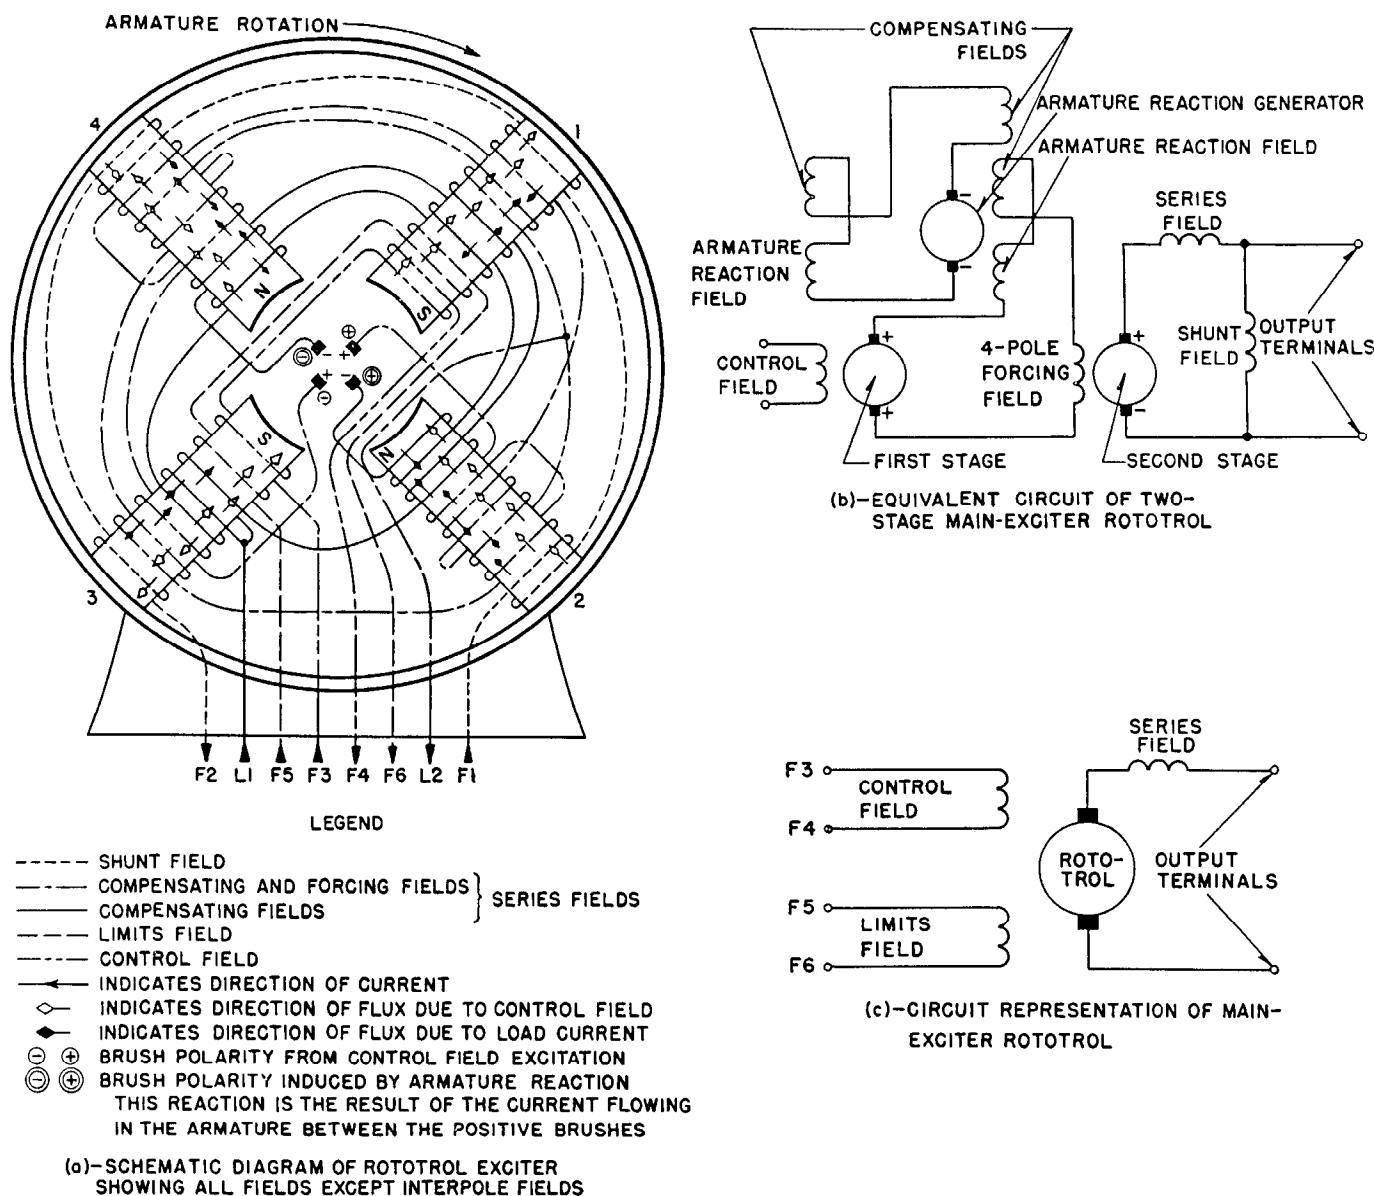 ARMATURE ROTATION
4
1
N
S
⊕
⊖
- +
+ -
⊕
⊖
S
N
3
2
F2 L1 F5 F3 F4 F6 L2 F1
LEGEND
SHUNT FIELD
COMPENSATING AND FORCING FIELDS
SERIES FIELDS
COMPENSATING FIELDS
LIMITS FIELD
CONTROL FIELD
INDICATES DIRECTION OF CURRENT
INDICATES DIRECTION OF FLUX DUE TO CONTROL FIELD
INDICATES DIRECTION OF FLUX DUE TO LOAD CURRENT
⊖ ⊕ BRUSH POLARITY FROM CONTROL FIELD EXCITATION
⊖ ⊕ BRUSH POLARITY INDUCED BY ARMATURE REACTION
THIS REACTION IS THE RESULT OF THE CURRENT FLOWING
IN THE ARMATURE BETWEEN THE POSITIVE BRUSHES
(a)-SCHEMATIC DIAGRAM OF ROTOTROL EXCITER
SHOWING ALL FIELDS EXCEPT INTERPOLE FIELDS
COMPENSATING
FIELDS
ARMATURE REACTION GENERATOR
ARMATURE REACTION FIELD
-
-
ARMATURE
REACTION
FIELD
SERIES
FIELD
CONTROL
FIELD
+
+
4-POLE
FORCING
FIELD
+
-
SHUNT
FIELD
OUTPUT
TERMINALS
FIRST STAGE
SECOND STAGE
(b)-EQUIVALENT CIRCUIT OF TWO-
STAGE MAIN-EXCITER ROTOTROL
SERIES
FIELD
F3
CONTROL
FIELD
F4
ROTO-
TROL
OUTPUT
TERMINALS
F5
LIMITS
FIELD
F6
(c)-CIRCUIT REPRESENTATION OF MAIN-
EXCITER ROTOTROL